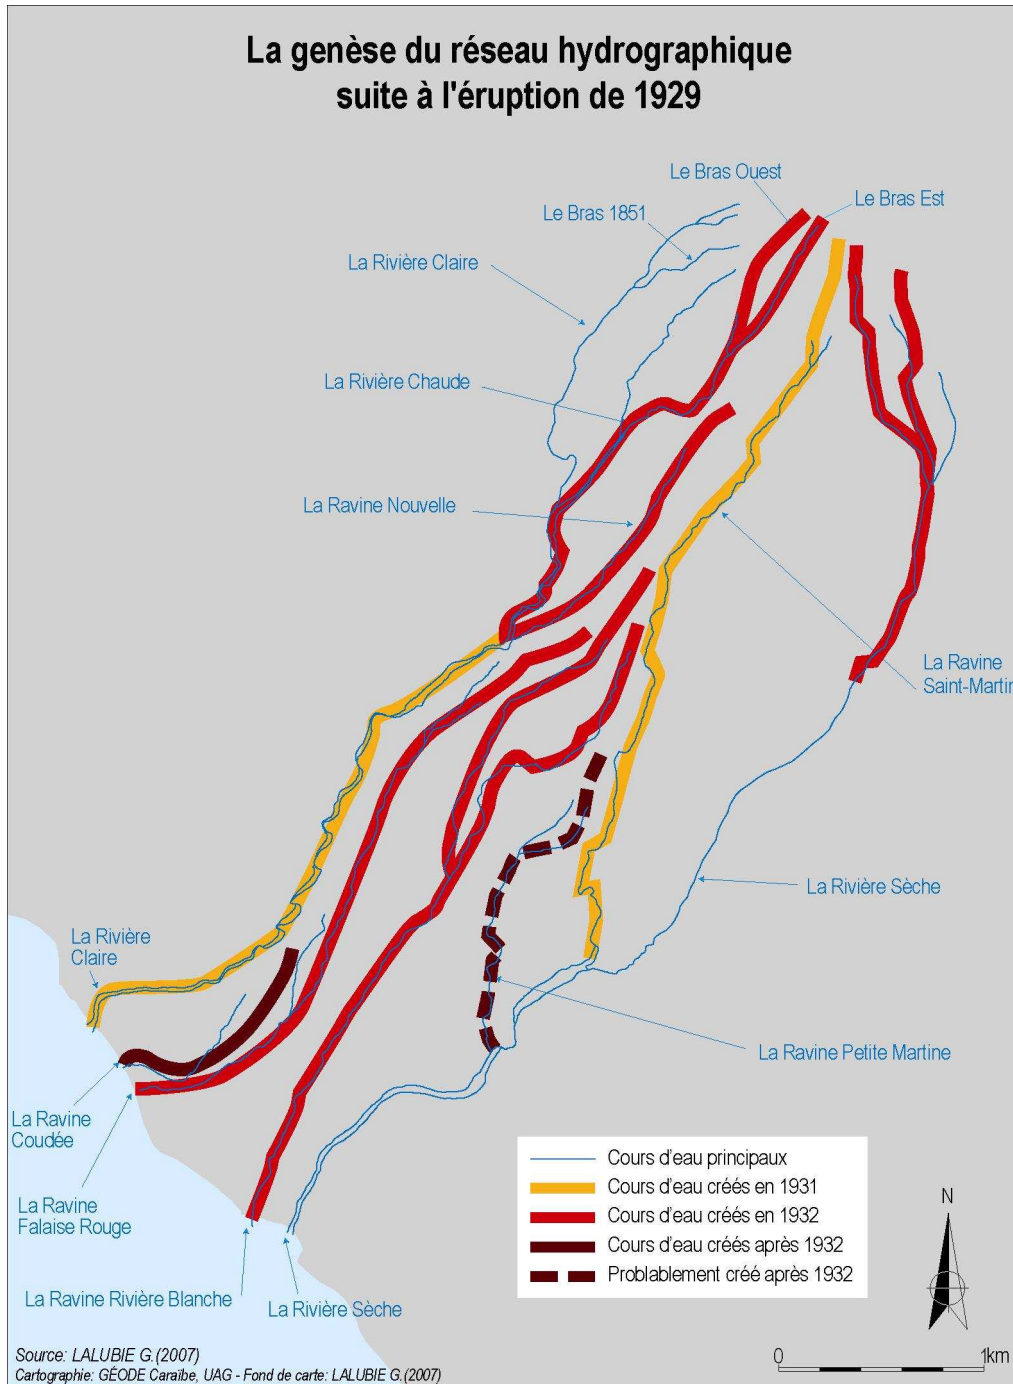 La genèse du réseau hydrographique
suite à l'éruption de 1929
Le Bras Ouest
Le Bras Est
Le Bras 1851
La Rivière Claire
La Rivière Chaude
La Ravine Nouvelle
La Ravine
Saint-Martin
La Rivière Sèche
La Rivière
Claire
La Ravine Petite Martine
La Ravine
Coudée
La Ravine
Falaise Rouge
La Ravine Rivière Blanche
La Rivière Sèche
Cours d'eau principaux
Cours d'eau créés en 1931
Cours d'eau créés en 1932
Cours d'eau créés après 1932
Problablement créé après 1932
N
0 1km
Source: LALUBIE G.(2007)
Cartographie: GÉODE Caraïbe, UAG - Fond de carte: LALUBIE G.(2007)